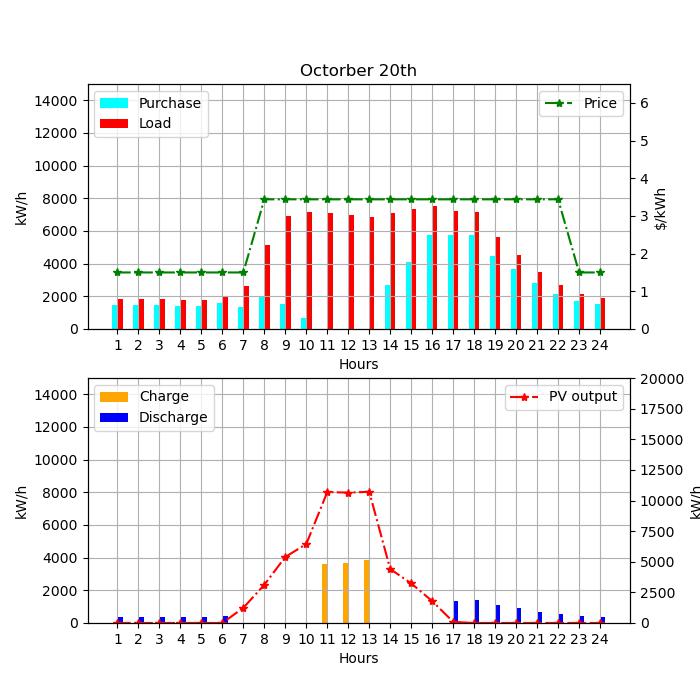 Octorber 20th
14000
12000
10000
8000
6000
4000
2000
0
kW/h
Purchase
Load
Price
6
5
4
3
2
1
0
$/kWh
1 2 3 4 5 6 7 8 9 10 11 12 13 14 15 16 17 18 19 20 21 22 23 24
Hours
14000
12000
10000
8000
6000
4000
2000
0
kW/h
Charge
Discharge
PV output
20000
17500
15000
12500
10000
7500
5000
2500
0
kW/h
1 2 3 4 5 6 7 8 9 10 11 12 13 14 15 16 17 18 19 20 21 22 23 24
Hours